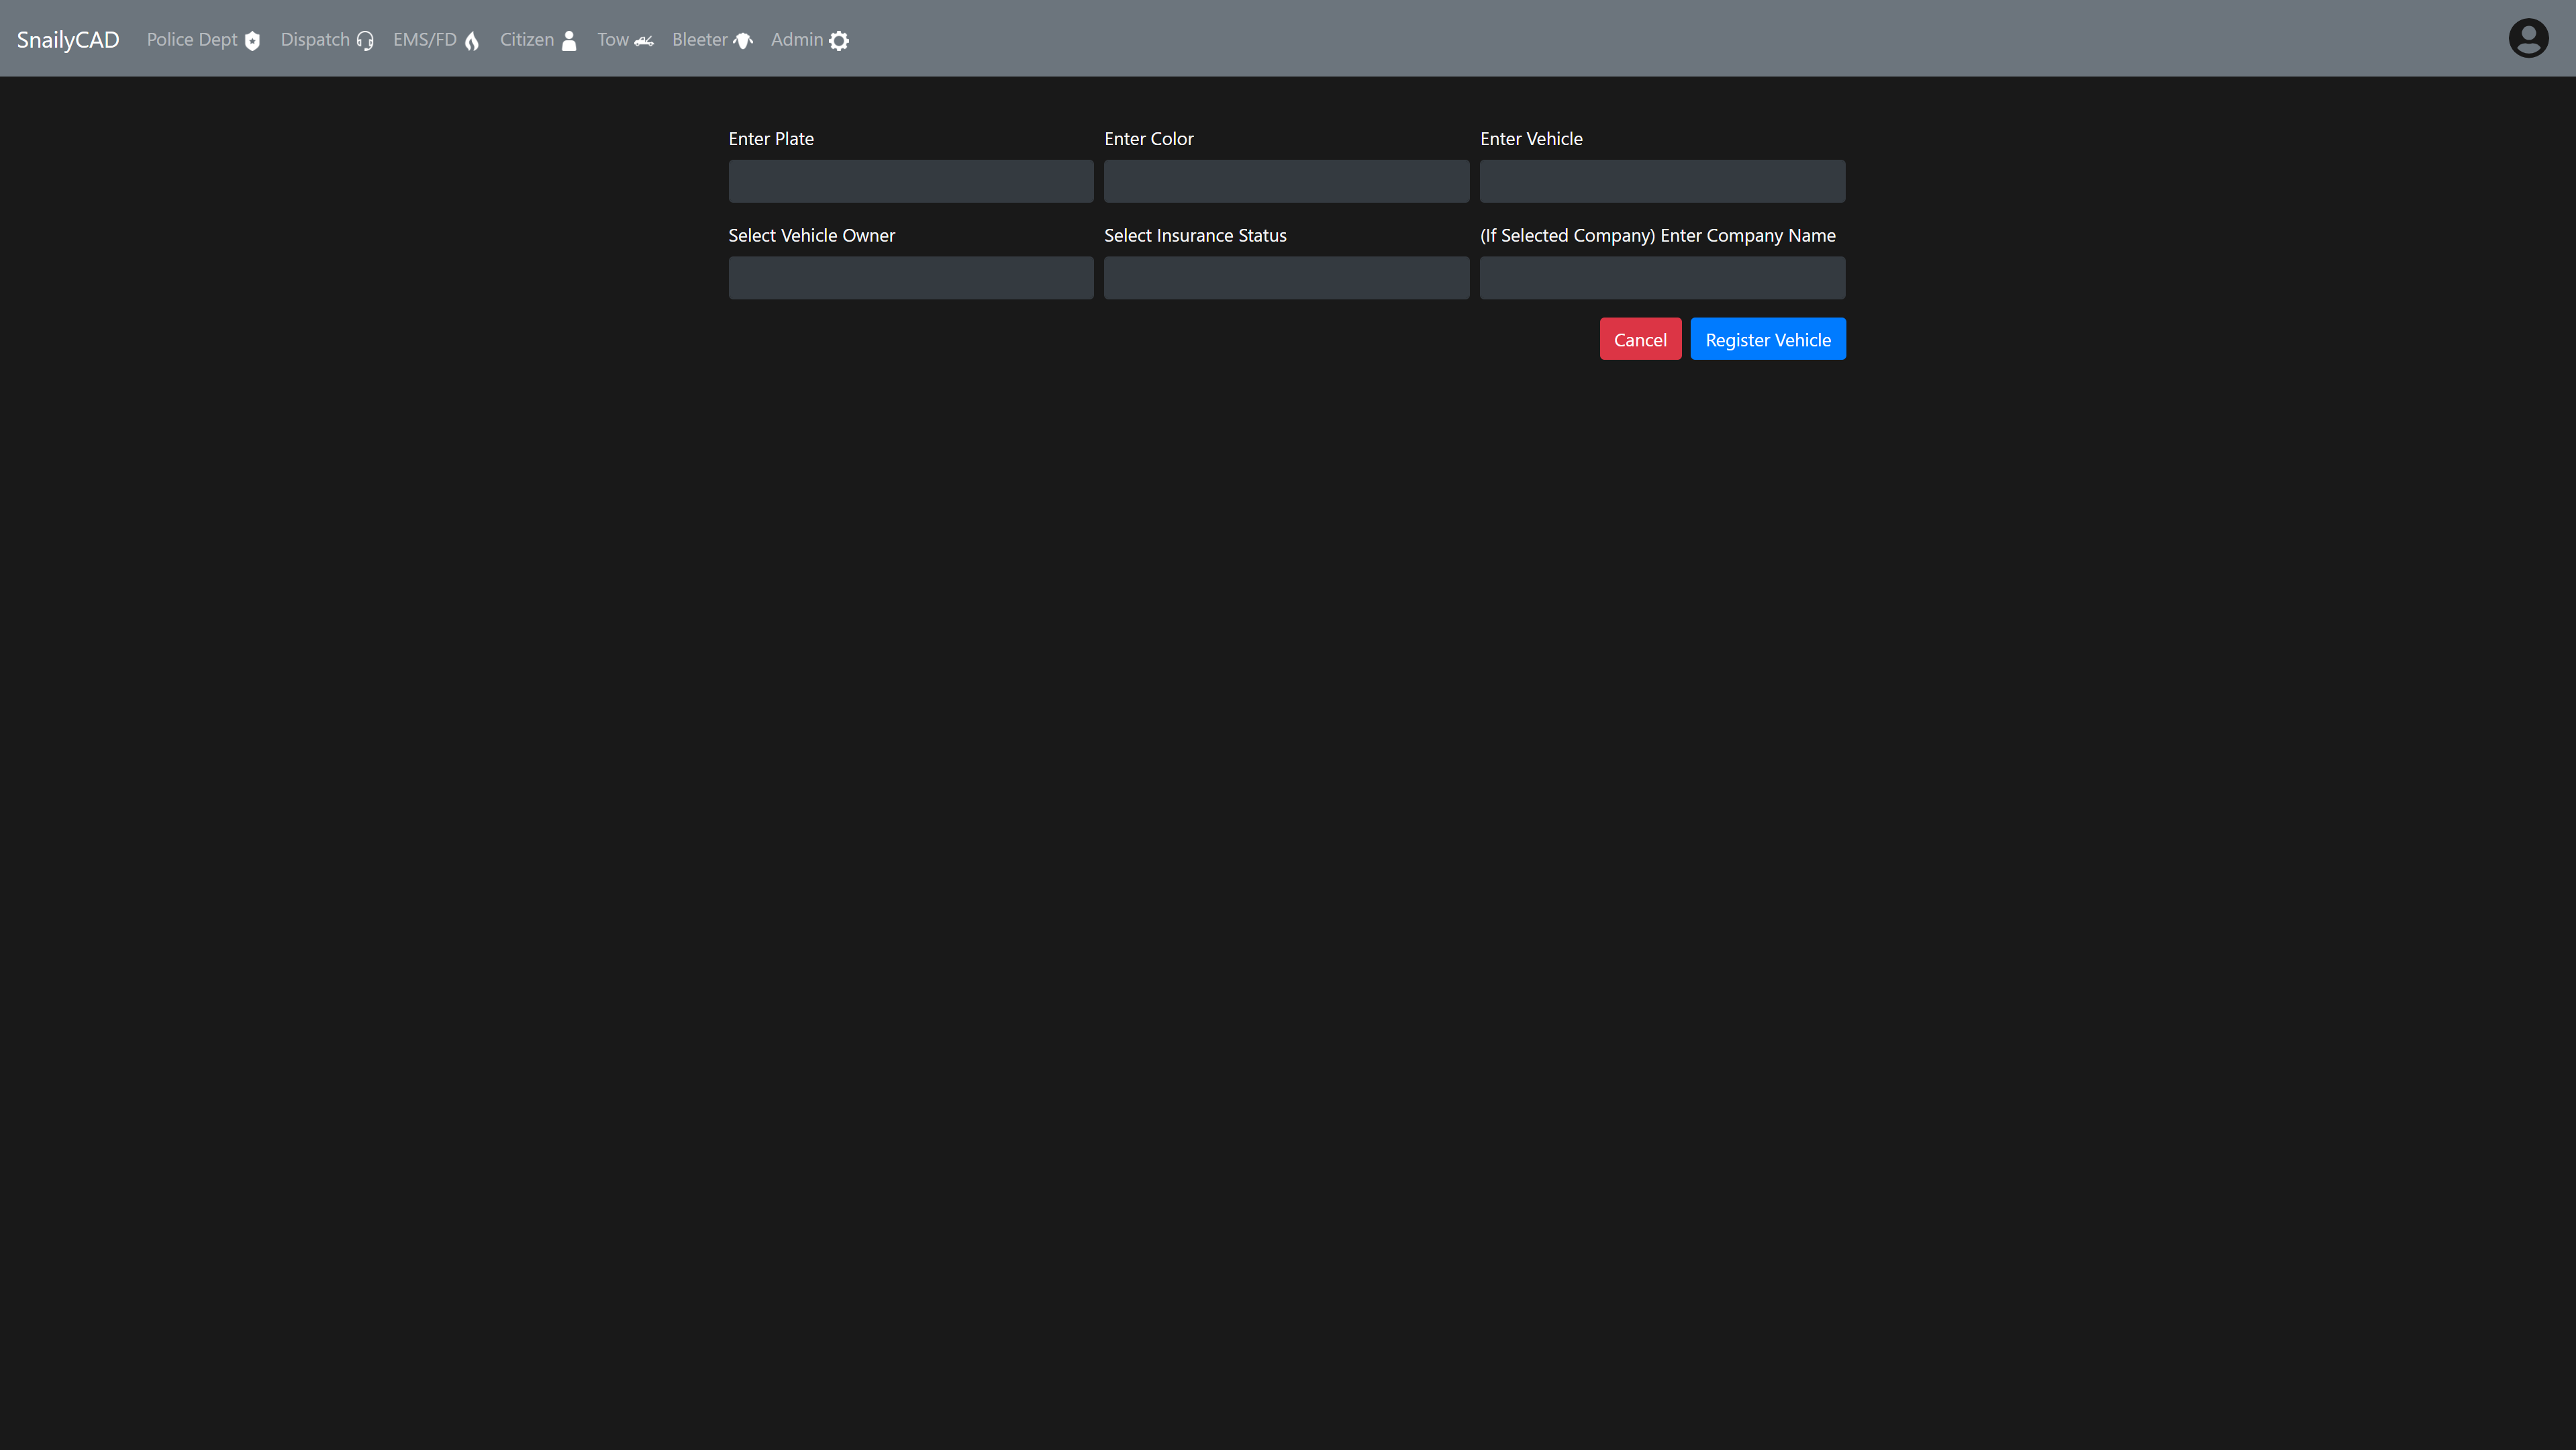 SnailyCAD Police Dept Dispatch EMS/FD Citizen Tow Bleeter Admin
Enter Plate Enter Color Enter Vehicle
Select Vehicle Owner Select Insurance Status (If Selected Company) Enter Company Name
Cancel Register Vehicle